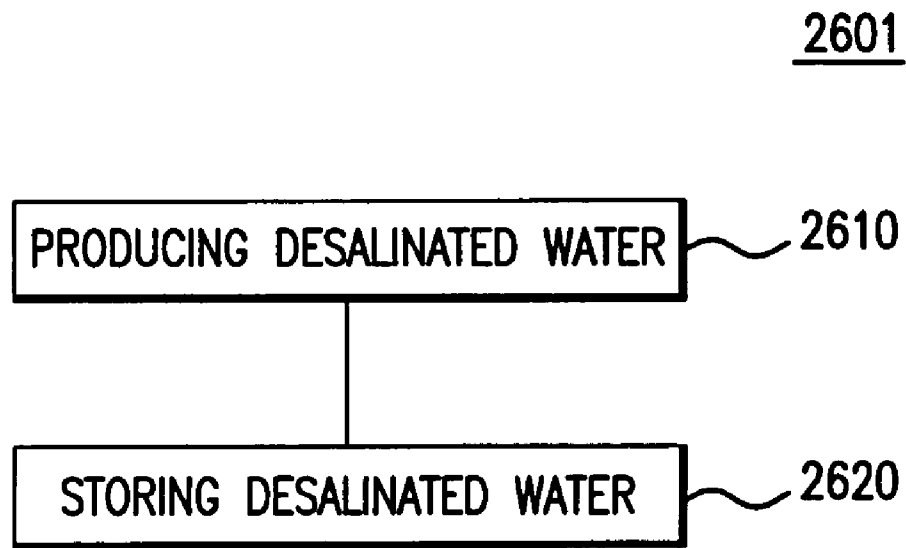 2601
PRODUCING DESALINATED WATER 2610
STORING DESALINATED WATER 2620